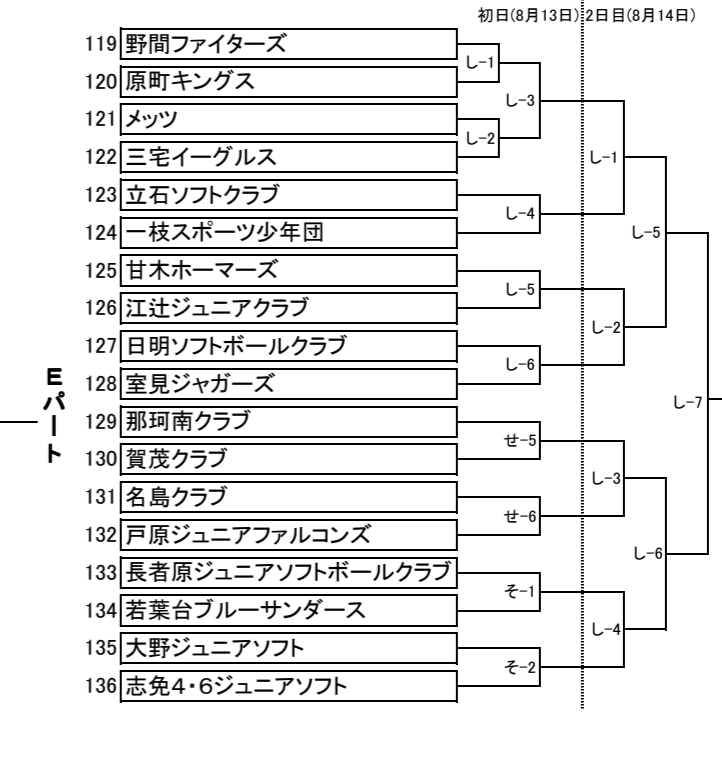 初日(8月13日) 2日目(8月14日)
119 野間ファイターズ
し-1
120 原町キングス
し-3
121 メッツ
し-2
122 三宅イーグルス
し-1
123 立石ソフトクラブ
し-4
124 一枝スポーツ少年団
し-5
125 甘木ホーマーズ
し-5
126 江辻ジュニアクラブ
し-2
127 日明ソフトボールクラブ
し-6
128 室見ジャガーズ
Eパート
し-7
129 那珂南クラブ
せ-5
130 賀茂クラブ
し-3
131 名島クラブ
せ-6
132 戸原ジュニアファルコンズ
し-6
133 長者原ジュニアソフトボールクラブ
そ-1
134 若葉台ブルーサンダース
し-4
135 大野ジュニアソフト
そ-2
136 志免4・6ジュニアソフト